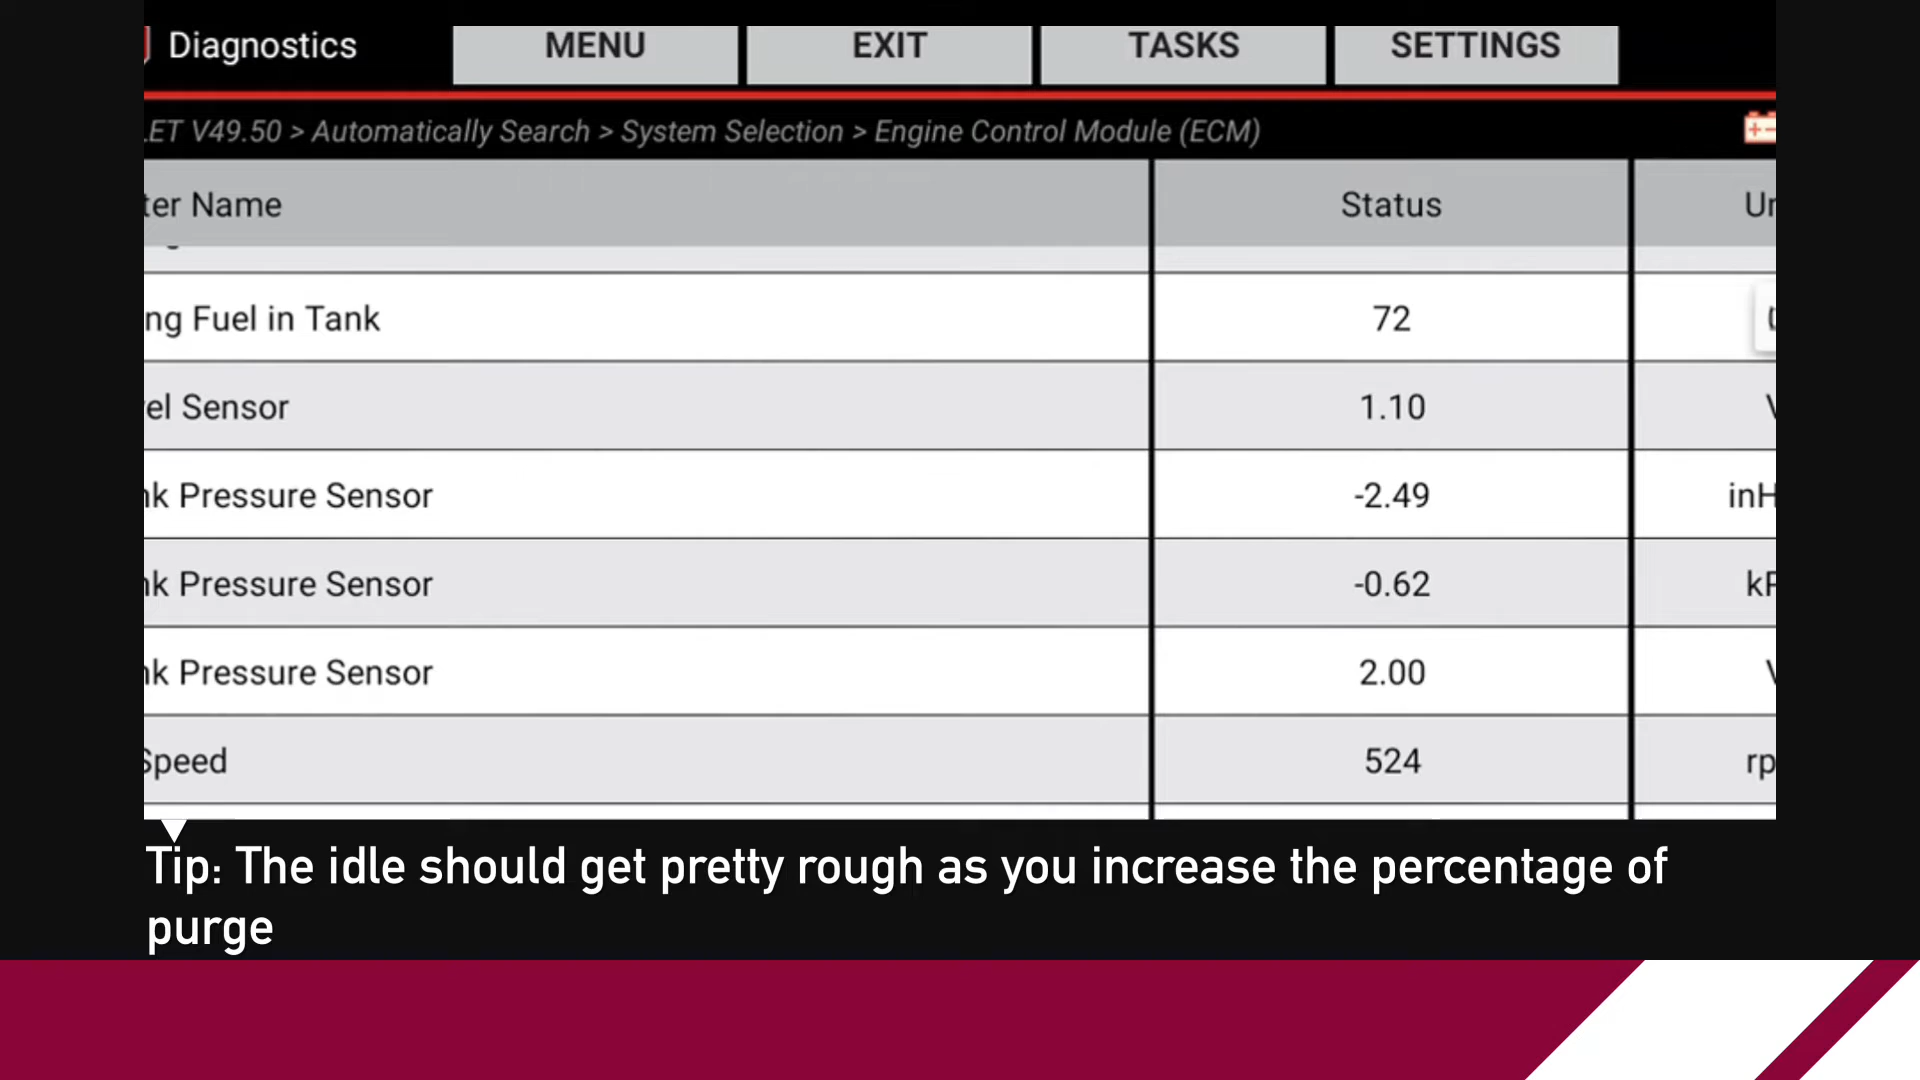 Diagnostics MENU EXIT TASKS SETTINGS
ET V49.50 > Automatically Search > System Selection > Engine Control Module (ECM)
ter Name Status
ng Fuel in Tank 72
el Sensor 1.10
nk Pressure Sensor -2.49 inH
nk Pressure Sensor -0.62
nk Pressure Sensor 2.00
Speed 524 rp
Tip: The idle should get pretty rough as you increase the percentage of
purge